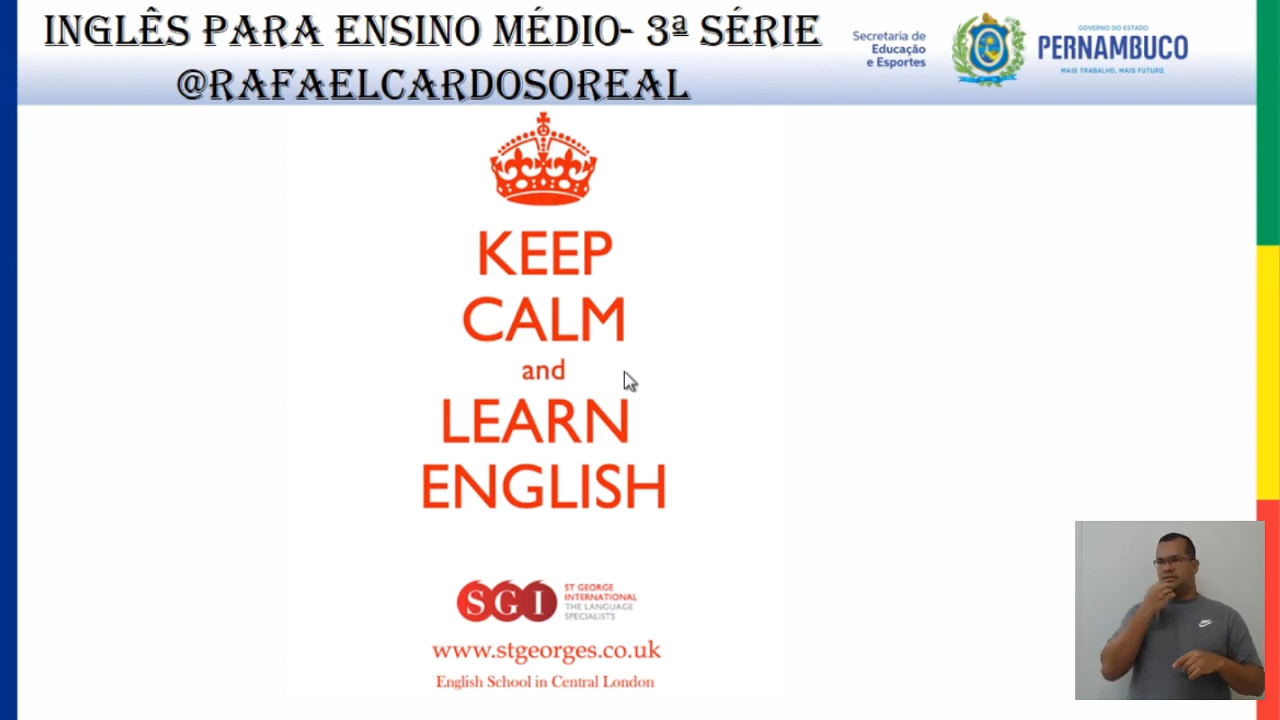 INGLÊS PARA ENSINO MÉDIO- 3ª SÉRIE
@RAFAELCARDOSOREAL
Secretaria de
Educação
e Esportes
GOVERNO DO ESTADO
PERNAMBUCO
MAIS TRABALHO, MAIS FUTURO.
KEEP
CALM
and
LEARN
ENGLISH
SGI
ST GEORGE
INTERNATIONAL
THE LANGUAGE
SPECIALISTS
www.stgeorges.co.uk
English School in Central London